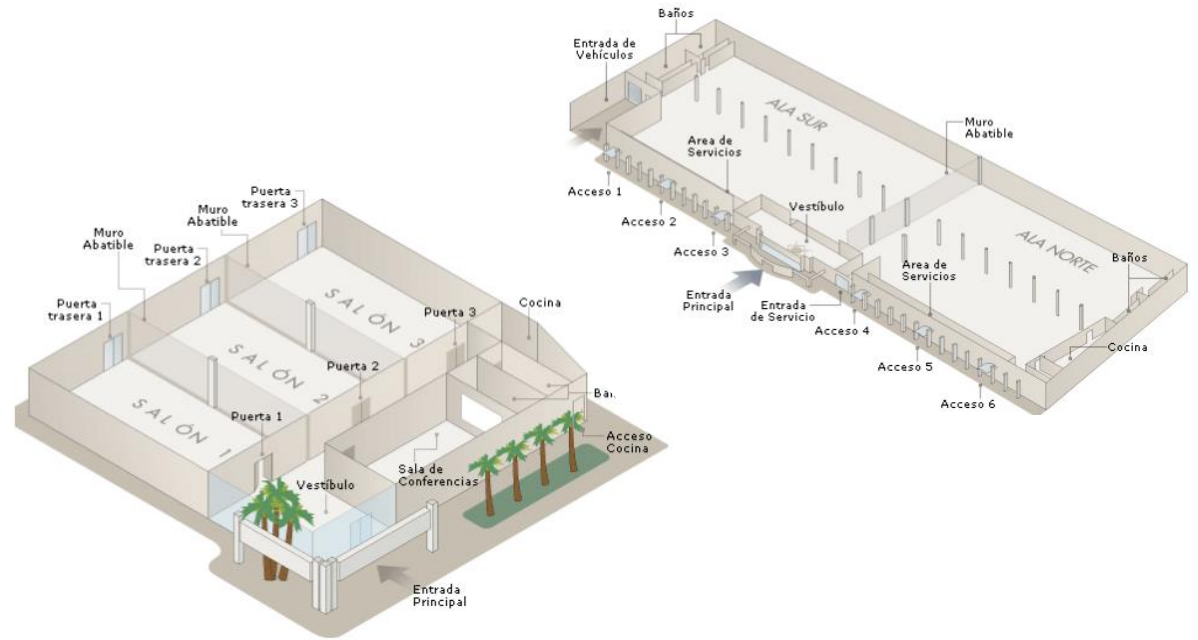 Baños
Entrada de
Vehículos
ALA SUR
Muro
Abatible
Area de
Servicios
Acceso 1
Vestíbulo
Acceso 2
ALA NORTE
Acceso 3
Baños
Area de
Servicios
Entrada
Principal
Entrada
de Servicio
Acceso 4
Cocina
Acceso 5
Acceso 6
Puerta
trasera 3
Muro
Abatible
Puerta
trasera 2
Muro
Abatible
Puerta
trasera 1
SALÓN 3
Cocina
Puerta 3
SALÓN 2
Puerta 2
SALÓN 1
Puerta 1
Acceso
Cocina
Sala de
Conferencias
Vestíbulo
Entrada
Principal